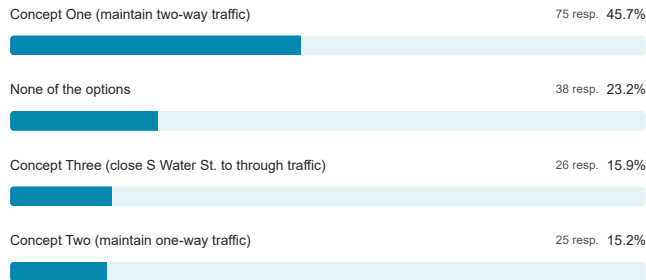 Concept One (maintain two-way traffic) 75 resp. 45.7%
None of the options 38 resp. 23.2%
Concept Three (close S Water St. to through traffic) 26 resp. 15.9%
Concept Two (maintain one-way traffic) 25 resp. 15.2%